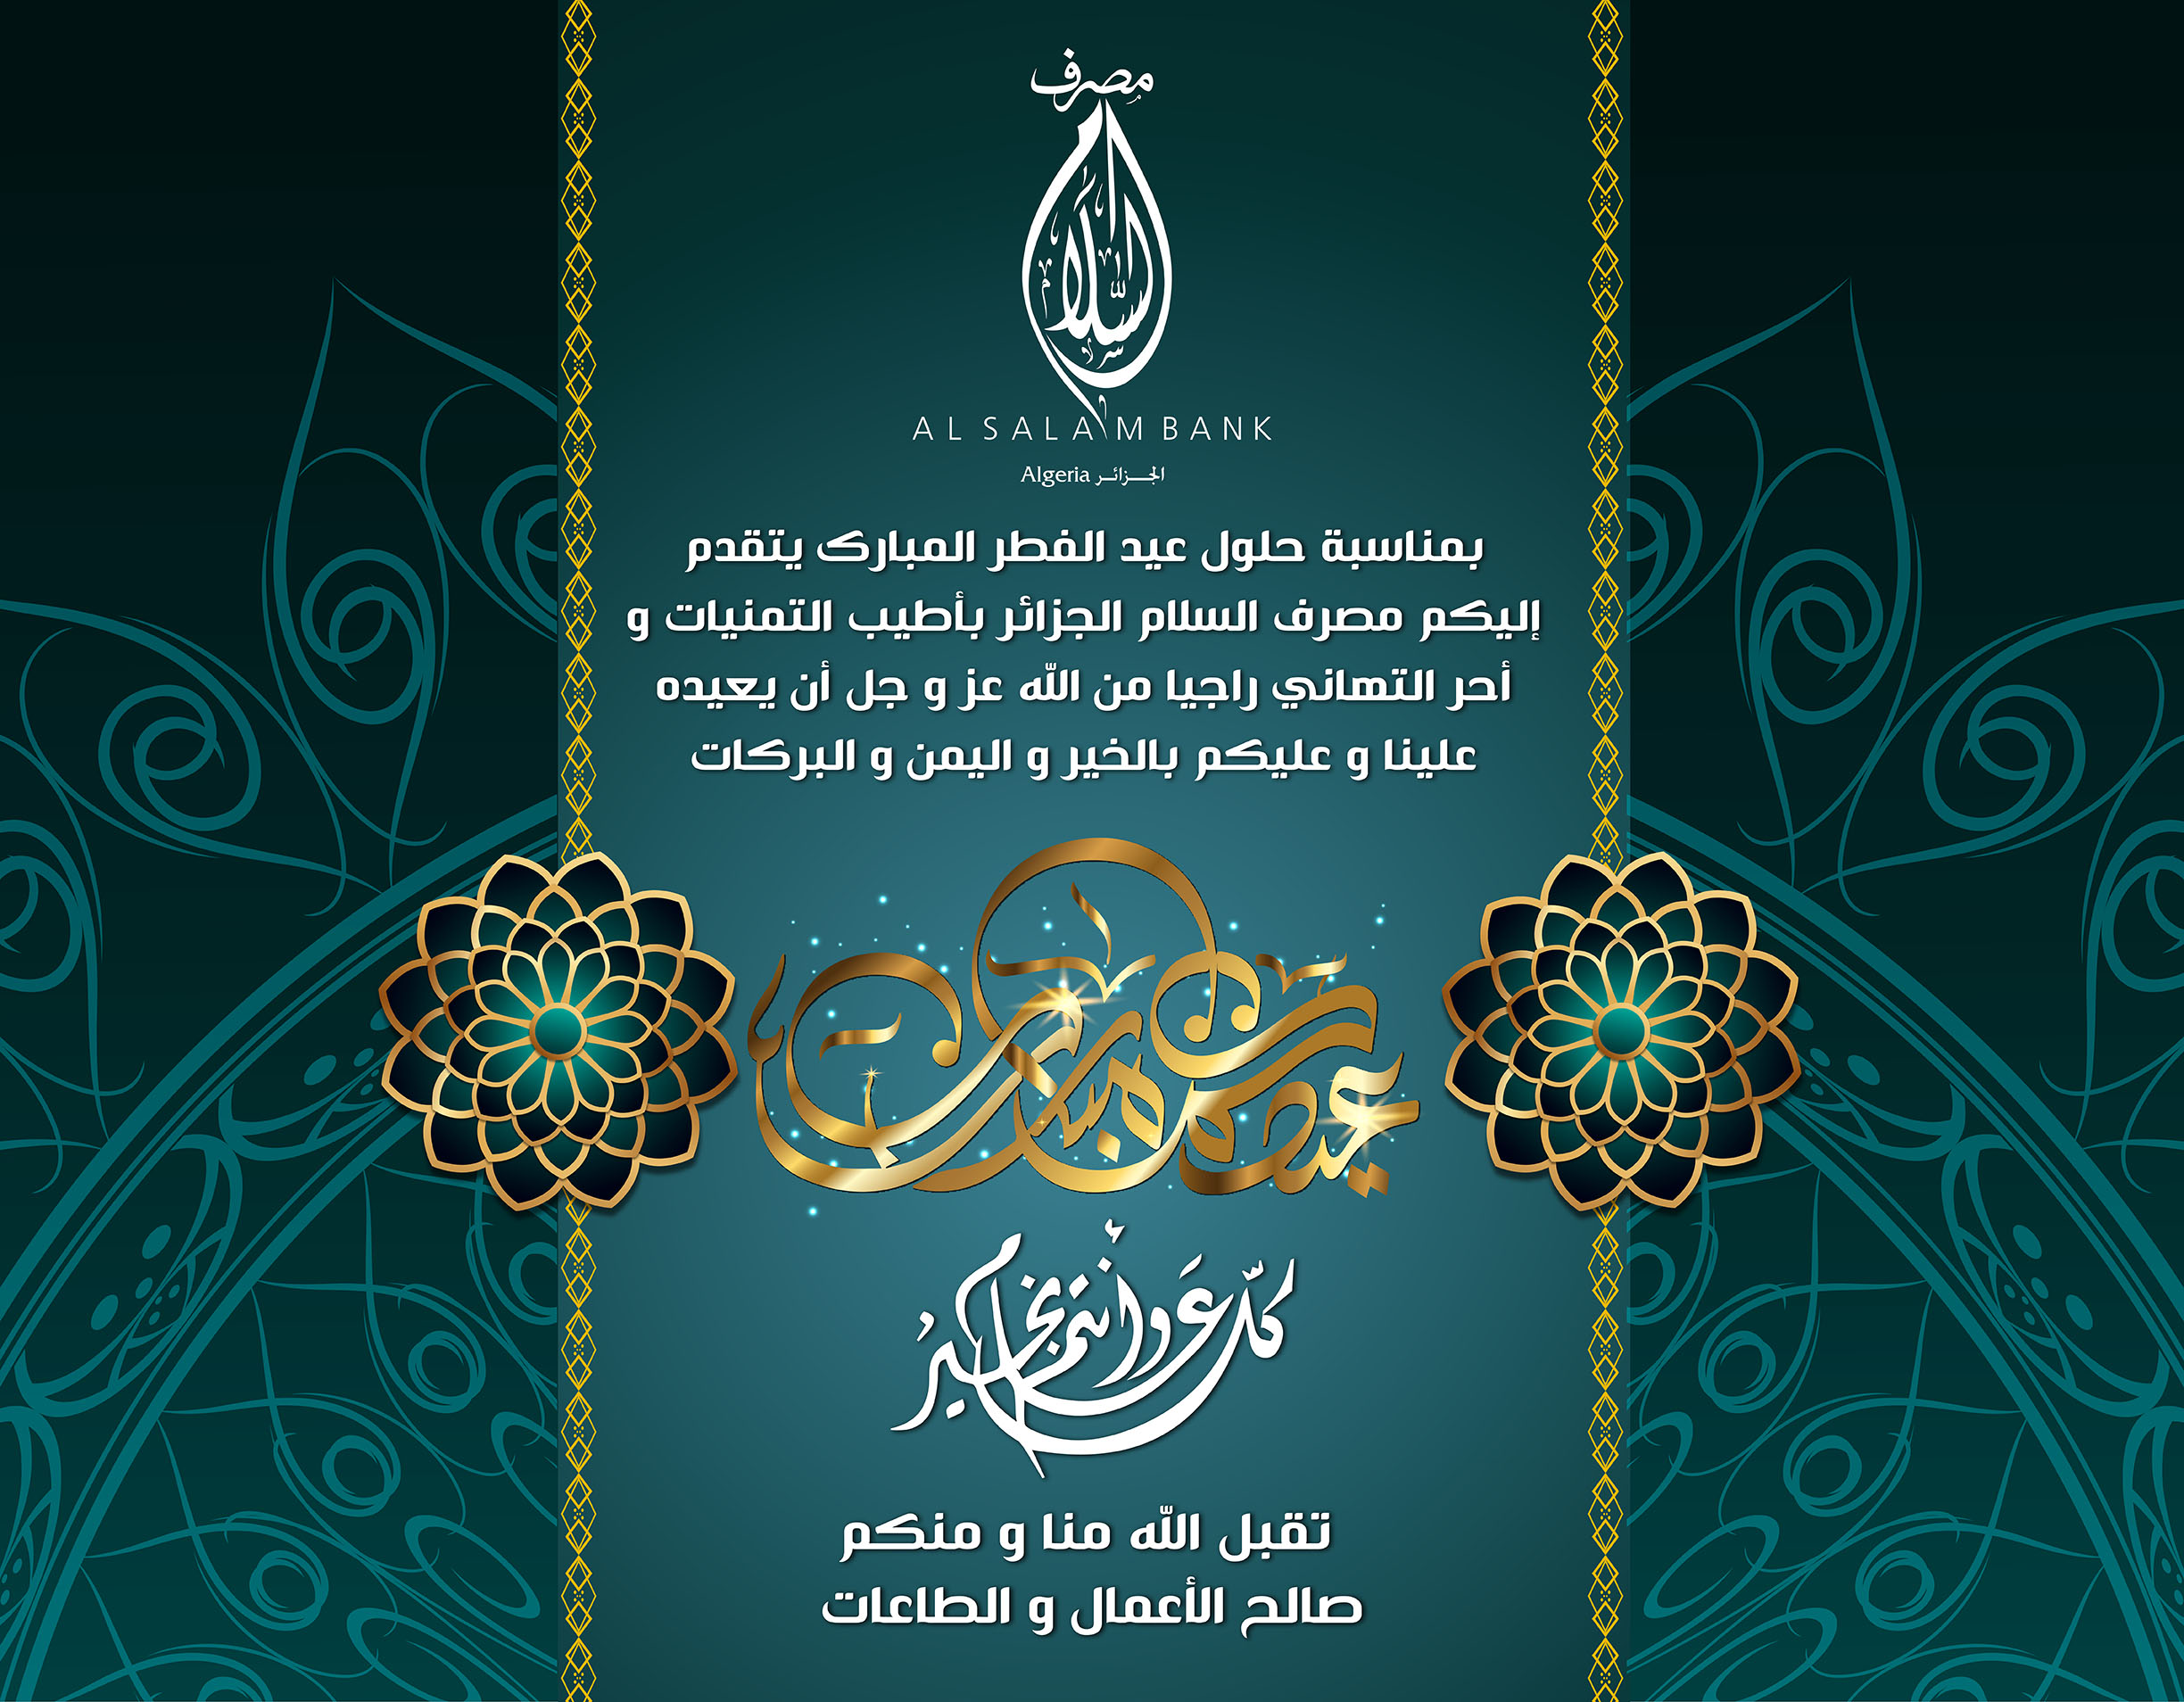 مصرف
السلام
AL SALAM BANK
Algeria الجزائر
بمناسبة حلول عيد الفطر المبارك يتقدم
إليكم مصرف السلام الجزائر بأطيب التمنيات و
أحر التهاني راجيا من الله عز و جل أن يعيده
علينا و عليكم بالخير و اليمن و البركات
عيدكم مبارك
كل عام وأنتم بخير
تقبل الله منا و منكم
صالح الأعمال و الطاعات